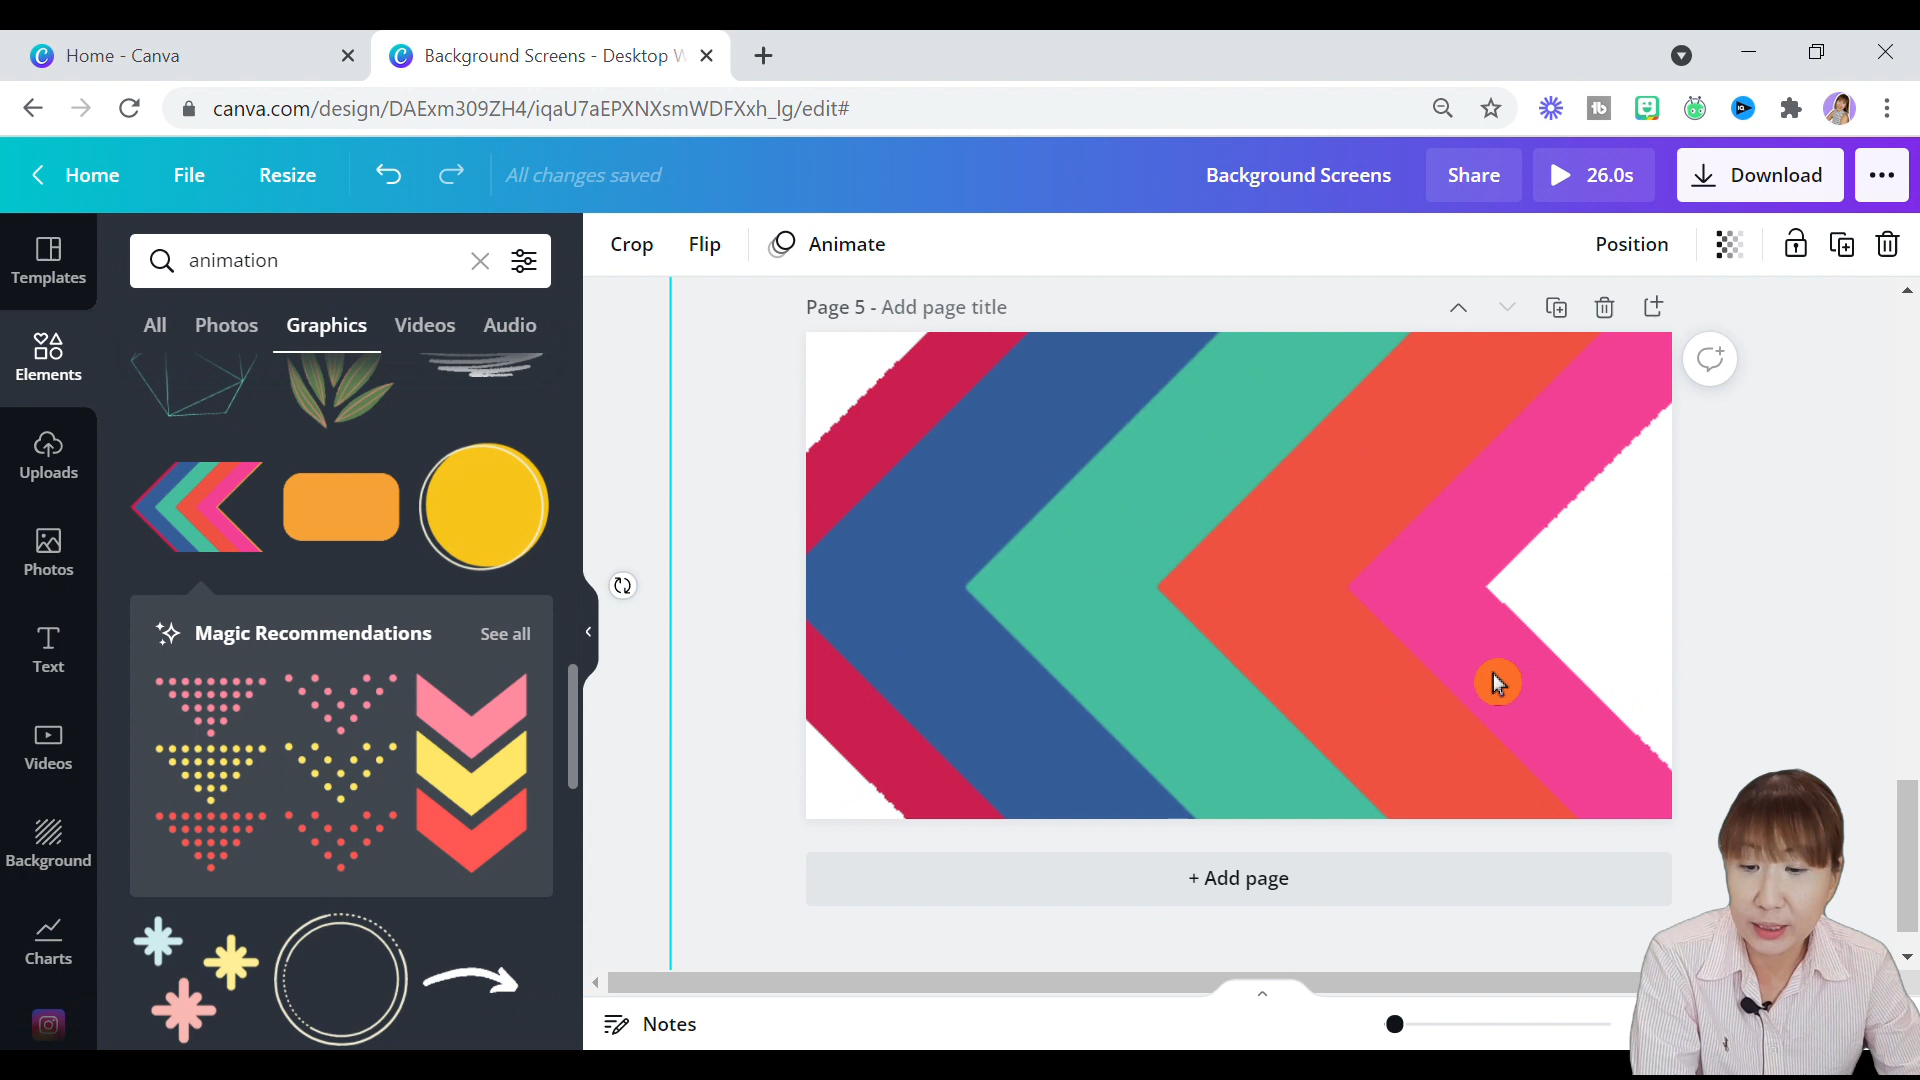 Home - Canva
Background Screens - Desktop W
canva.com/design/DAExm309ZH4/iqaU7aEPXNXsmWDFXxh_lg/edit#
Home File Resize All changes saved Background Screens Share 26.0s Download
Templates
Elements
Uploads
Photos
Text
Videos
Background
Charts
animation
All Photos Graphics Videos Audio
Magic Recommendations See all
Crop Flip Animate Position
Page 5 - Add page title
+ Add page
Notes